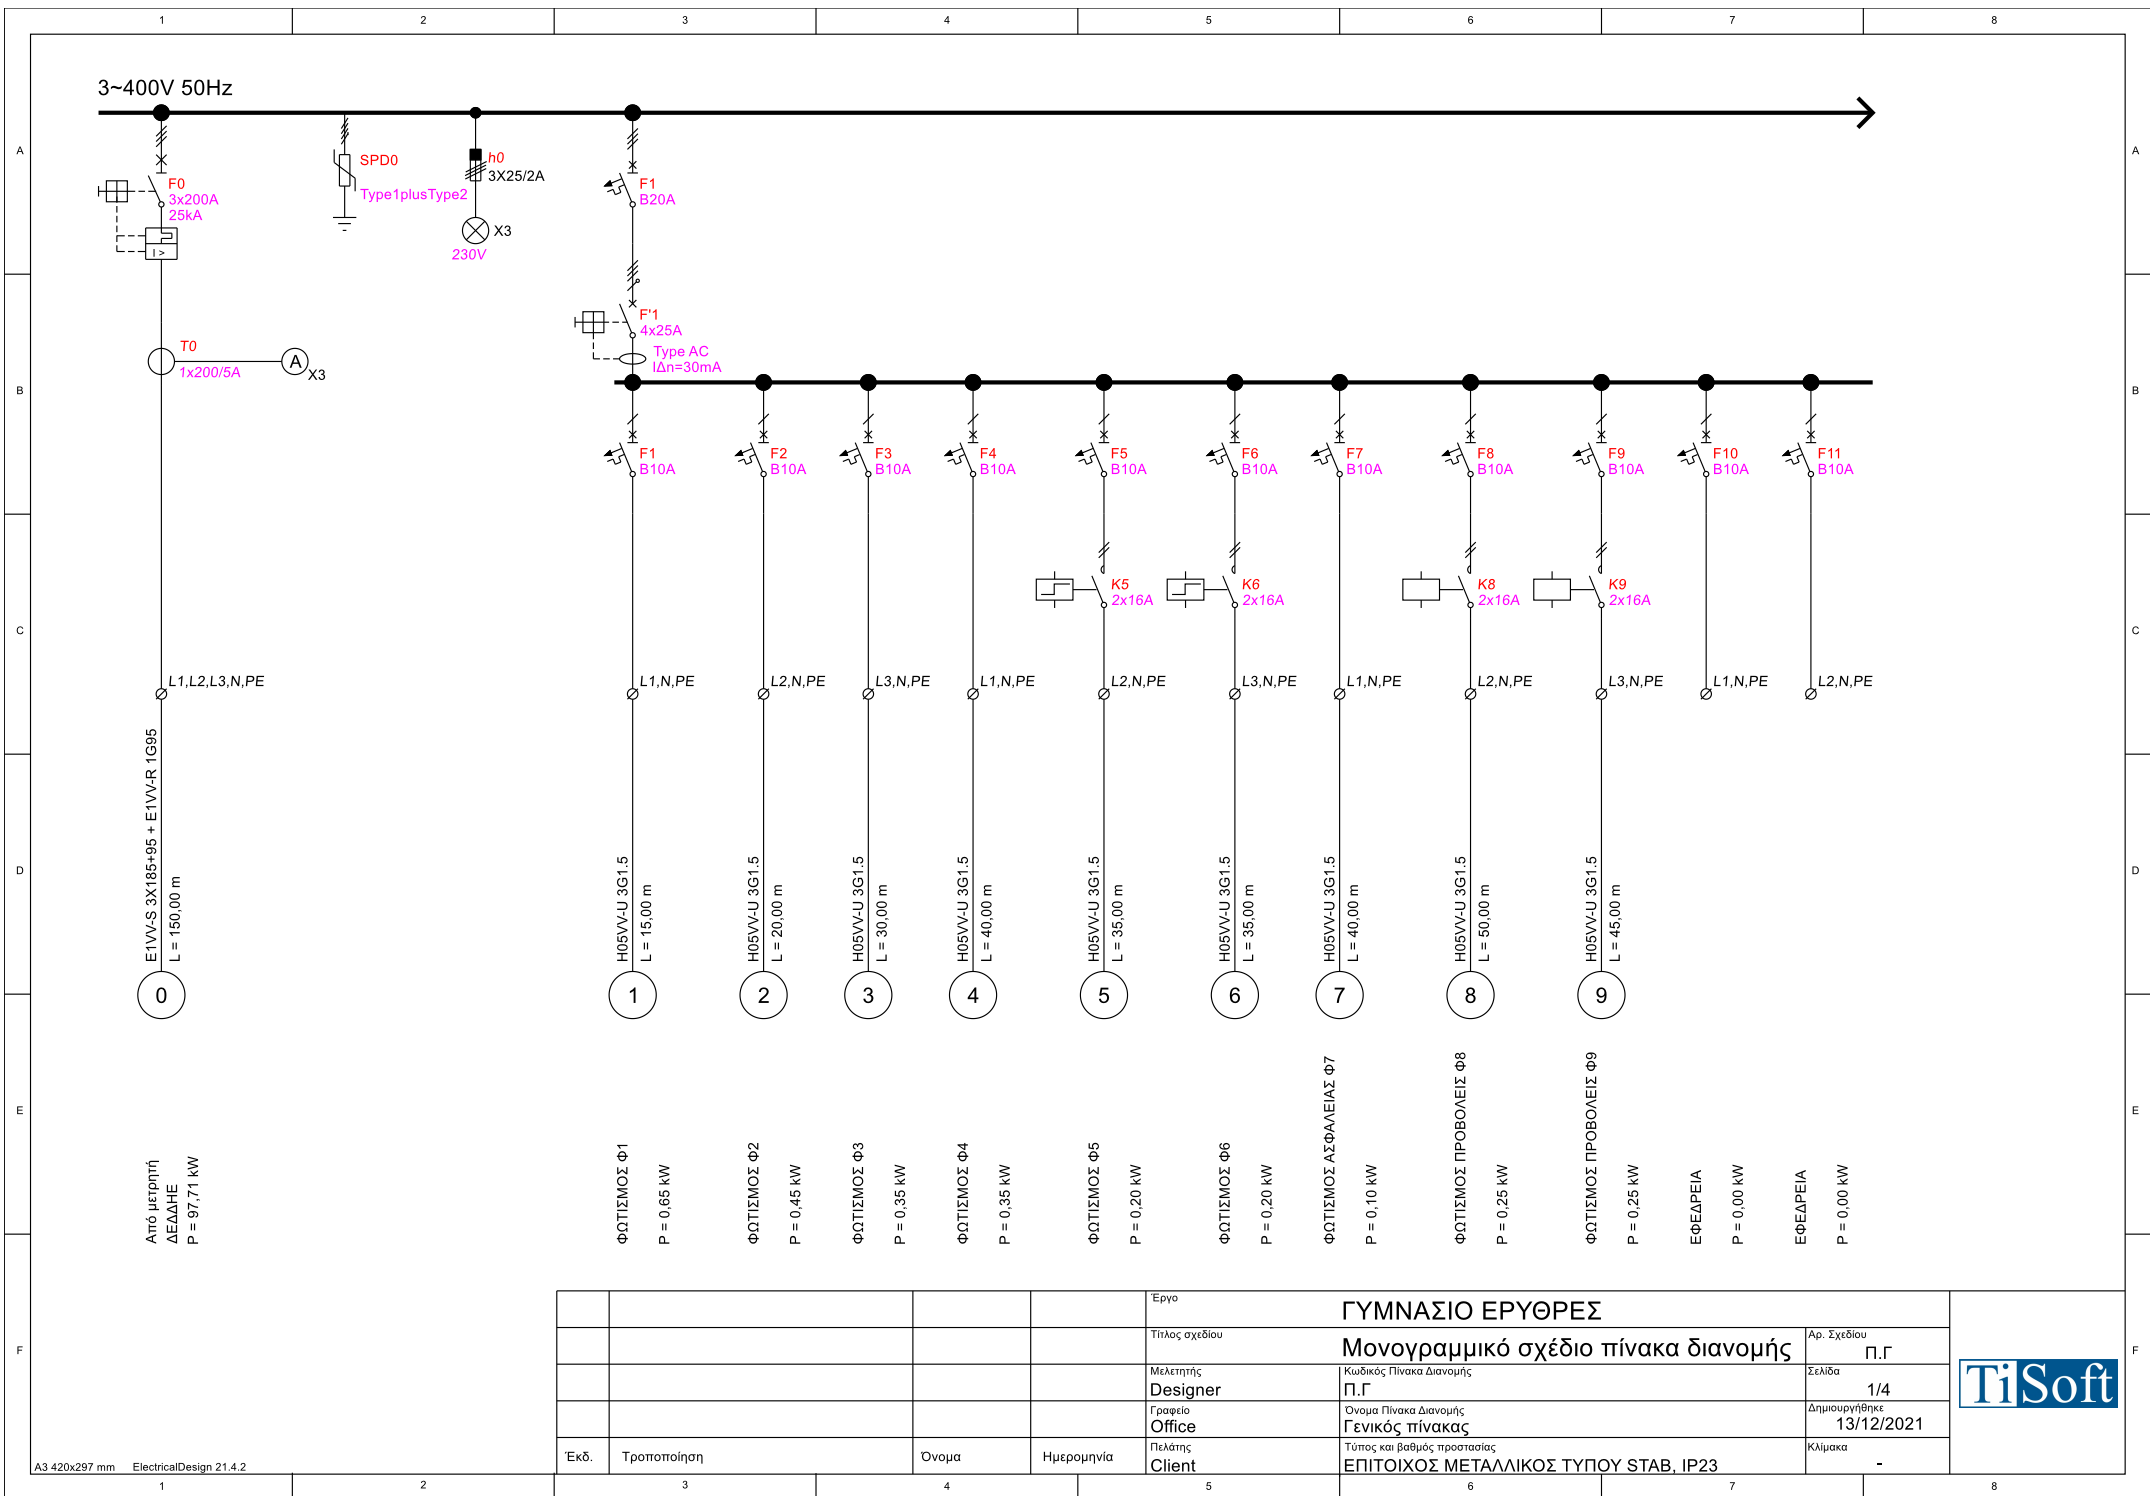 1 2 3 4 5 6 7 8
3~400V 50Hz
A A
F0
3x200A
25kA
I >
SPD0
Type1plusType2
h0
3X25/2A
X3
230V
F1
B20A
F'1
4x25A
Type AC
IΔn=30mA
T0
1x200/5A
A
X3
B B
F1
B10A
F2
B10A
F3
B10A
F4
B10A
F5
B10A
F6
B10A
F7
B10A
F8
B10A
F9
B10A
F10
B10A
F11
B10A
K5
2x16A
K6
2x16A
K8
2x16A
K9
2x16A
C C
L1,L2,L3,N,PE
L1,N,PE
L2,N,PE
L3,N,PE
L1,N,PE
L2,N,PE
L3,N,PE
L1,N,PE
L2,N,PE
L3,N,PE
L1,N,PE
L2,N,PE
D D
E1VV-S 3X185+95 + E1VV-R 1G95
L = 150,00 m
H05VV-U 3G1.5
L = 15,00 m
H05VV-U 3G1.5
L = 20,00 m
H05VV-U 3G1.5
L = 30,00 m
H05VV-U 3G1.5
L = 40,00 m
H05VV-U 3G1.5
L = 35,00 m
H05VV-U 3G1.5
L = 35,00 m
H05VV-U 3G1.5
L = 40,00 m
H05VV-U 3G1.5
L = 50,00 m
H05VV-U 3G1.5
L = 45,00 m
0 1 2 3 4 5 6 7 8 9
E E
Από μετρητή
ΔΕΔΔΗΕ
P = 97,71 kW
ΦΩΤΙΣΜΟΣ Φ1
P = 0,65 kW
ΦΩΤΙΣΜΟΣ Φ2
P = 0,45 kW
ΦΩΤΙΣΜΟΣ Φ3
P = 0,35 kW
ΦΩΤΙΣΜΟΣ Φ4
P = 0,35 kW
ΦΩΤΙΣΜΟΣ Φ5
P = 0,20 kW
ΦΩΤΙΣΜΟΣ Φ6
P = 0,20 kW
ΦΩΤΙΣΜΟΣ ΑΣΦΑΛΕΙΑΣ Φ7
P = 0,10 kW
ΦΩΤΙΣΜΟΣ ΠΡΟΒΟΛΕΙΣ Φ8
P = 0,25 kW
ΦΩΤΙΣΜΟΣ ΠΡΟΒΟΛΕΙΣ Φ9
P = 0,25 kW
ΕΦΕΔΡΕΙΑ
P = 0,00 kW
ΕΦΕΔΡΕΙΑ
P = 0,00 kW
F F
Έργο
ΓΥΜΝΑΣΙΟ ΕΡΥΘΡΕΣ
Τίτλος σχεδίου
Μονογραμμικό σχέδιο πίνακα διανομής
Αρ. Σχεδίου
Π.Γ
Μελετητής
Designer
Κωδικός Πίνακα Διανομής
Π.Γ
Σελίδα
1/4
Γραφείο
Office
Όνομα Πίνακα Διανομής
Γενικός πίνακας
Δημιουργήθηκε
13/12/2021
Έκδ. Τροποποίηση Όνομα Ημερομηνία
Πελάτης
Client
Τύπος και βαθμός προστασίας
ΕΠΙΤΟΙΧΟΣ ΜΕΤΑΛΛΙΚΟΣ ΤΥΠΟΥ STAB, IP23
Κλίμακα
-
TiSoft
A3 420x297 mm ElectricalDesign 21.4.2
1 2 3 4 5 6 7 8